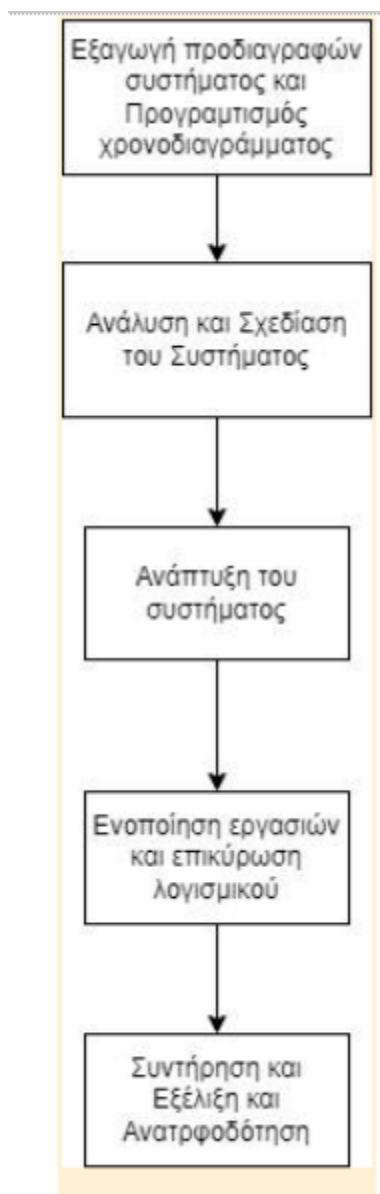 Εξαγωγή προδιαγραφών
συστήματος και
Προγραμτισμός
χρονοδιαγράμματος
Ανάλυση και Σχεδίαση
του Συστήματος
Ανάπτυξη του
συστήματος
Ενοποίηση εργασιών
και επικύρωση
λογισμικού
Συντήρηση και
Εξέλιξη και
Ανατρφοδότηση